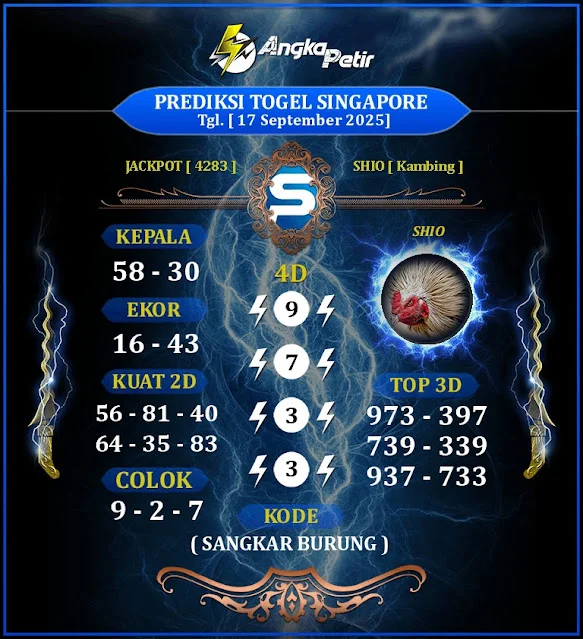 Angka Petir
PREDIKSI TOGEL SINGAPORE
Tgl. [ 17 September 2025]
JACKPOT [ 4283 ]
SHIO [ Kambing ]
S
KEPALA
58 - 30
EKOR
16 - 43
KUAT 2D
56 - 81 - 40
64 - 35 - 83
COLOK
9 - 2 - 7
4D
9
7
3
3
KODE
( SANGKAR BURUNG )
SHIO
TOP 3D
973 - 397
739 - 339
937 - 733